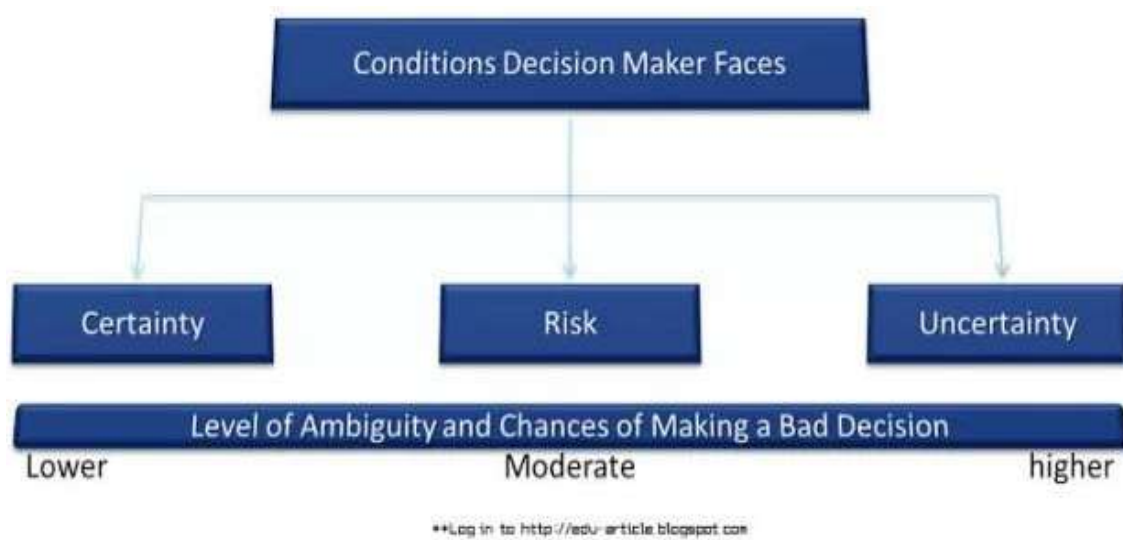 Conditions Decision Maker Faces
Certainty
Risk
Uncertainty
Level of Ambiguity and Chances of Making a Bad Decision
Lower
Moderate
higher
**Log in to http://edu-article.blogspot.com